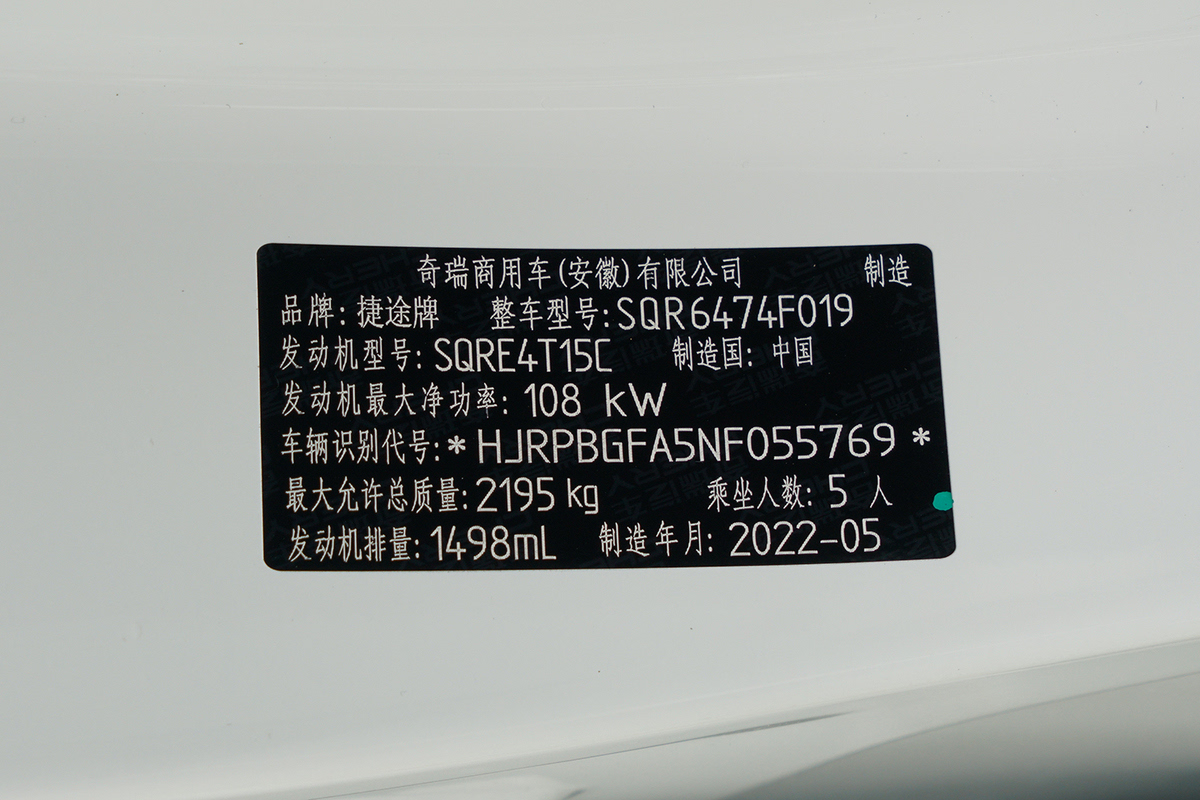 奇瑞商用车(安徽)有限公司 制造
品牌:捷途牌 整车型号:SQR6474F019
发动机型号:SQRE4T15C 制造国:中国
发动机最大净功率:108 kW
车辆识别代号:*HJRPBGFA5NF055769*
最大允许总质量:2195kg 乘坐人数:5人
发动机排量:1498mL 制造年月:2022-05